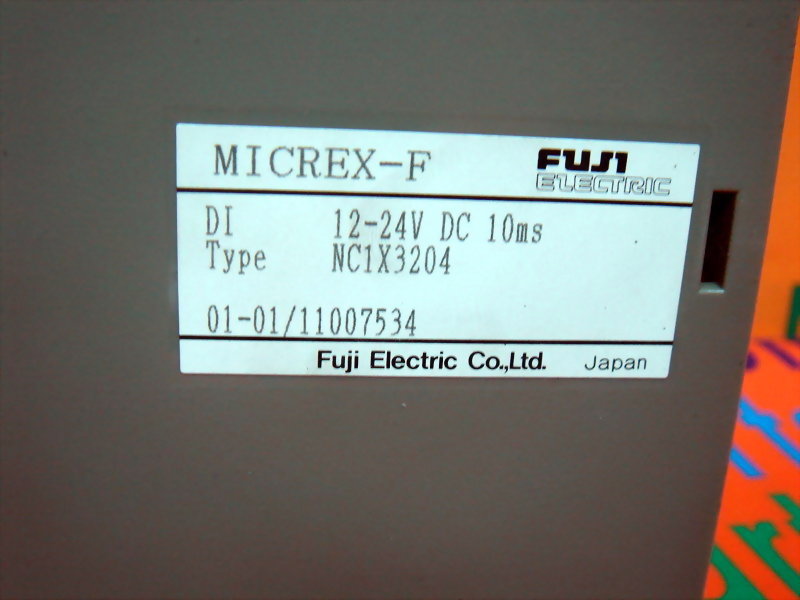 MICREX-F
FUJI
ELECTRIC
DI 12-24V DC 10ms
Type NC1X3204
01-01/11007534
Fuji Electric Co.,Ltd. Japan